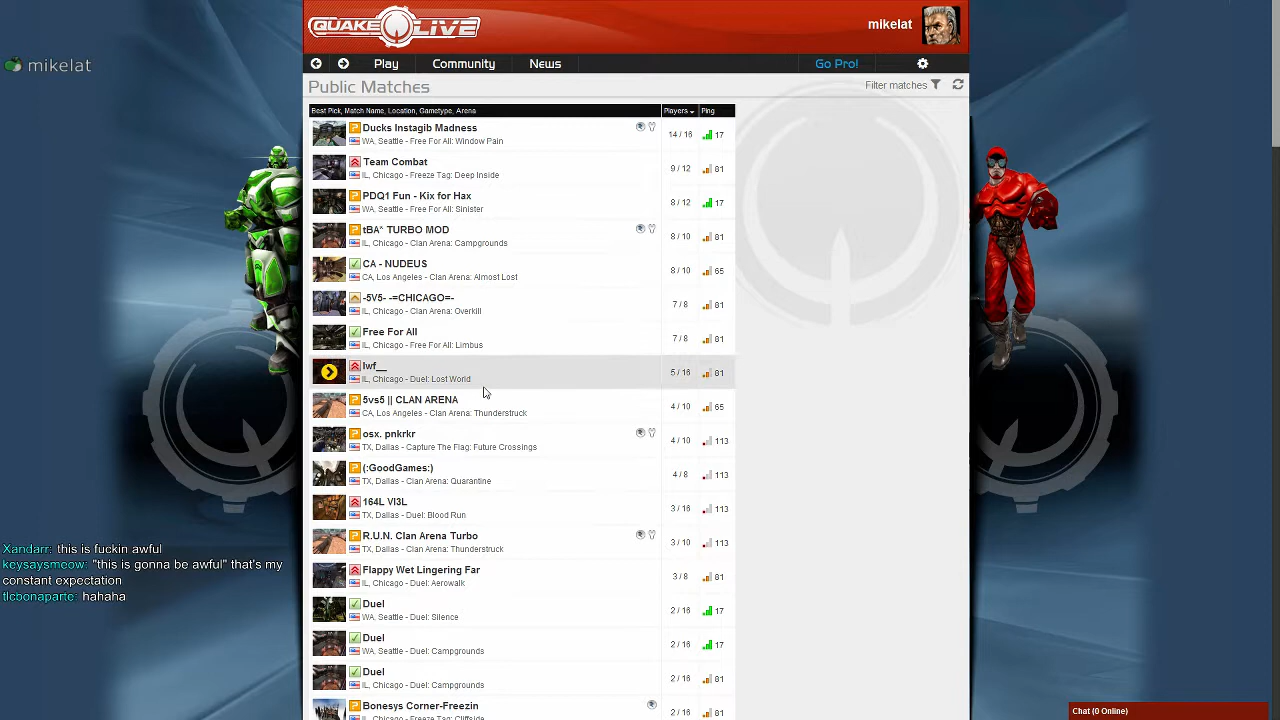 QUAKE LIVE
mikelat
mikelat
Play
Community
News
Go Pro!
Public Matches
Filter matches
Best Pick, Match Name, Location, Gametype, Arena
Players
Ping
Ducks Instagib Madness
WA, Seattle - Free For All: Window Pain
14 / 16
17
Team Combat
IL, Chicago - Freeze Tag: Deep Inside
9 / 12
81
PDQ1 Fun - Kix for Hax
WA, Seattle - Free For All: Sinister
8 / 12
17
tBA* TURBO MOD
IL, Chicago - Clan Arena: Campgrounds
8 / 10
81
CA - NUDEUS
CA, Los Angeles - Clan Arena: Almost Lost
8 / 10
65
-5V5- -=CHICAGO=-
IL, Chicago - Clan Arena: Overkill
7 / 8
81
Free For All
IL, Chicago - Free For All: Limbus
7 / 8
81
IL, Chicago - Duel: Lost World
5 / 16
81
5vs5 || CLAN ARENA
CA, Los Angeles - Clan Arena: Thunderstruck
4 / 10
65
osx. pnkrkr
TX, Dallas - Capture The Flag: Future Crossings
4 / 10
113
(:GoodGames:)
TX, Dallas - Clan Arena: Quarantine
4 / 8
113
TX, Dallas - Duel: Blood Run
3 / 16
113
R.U.N. Clan Arena Turbo
TX, Dallas - Clan Arena: Thunderstruck
3 / 10
113
Flappy Wet Lingering Far
IL, Chicago - Duel: Aerowalk
3 / 8
81
Duel
WA, Seattle - Duel: Silence
2 / 16
17
Duel
WA, Seattle - Duel: Campgrounds
2 / 16
17
Duel
IL, Chicago - Duel: Campgrounds
2 / 16
81
Bonesys Corner-Freezin
IL, Chicago - Freeze Tag: Cliffside
2 / 16
81
this is fuckin awful
"this is gonna be awful" that's my
constant expectation
tlcbonaparte: hahaha
Chat (0 Online)